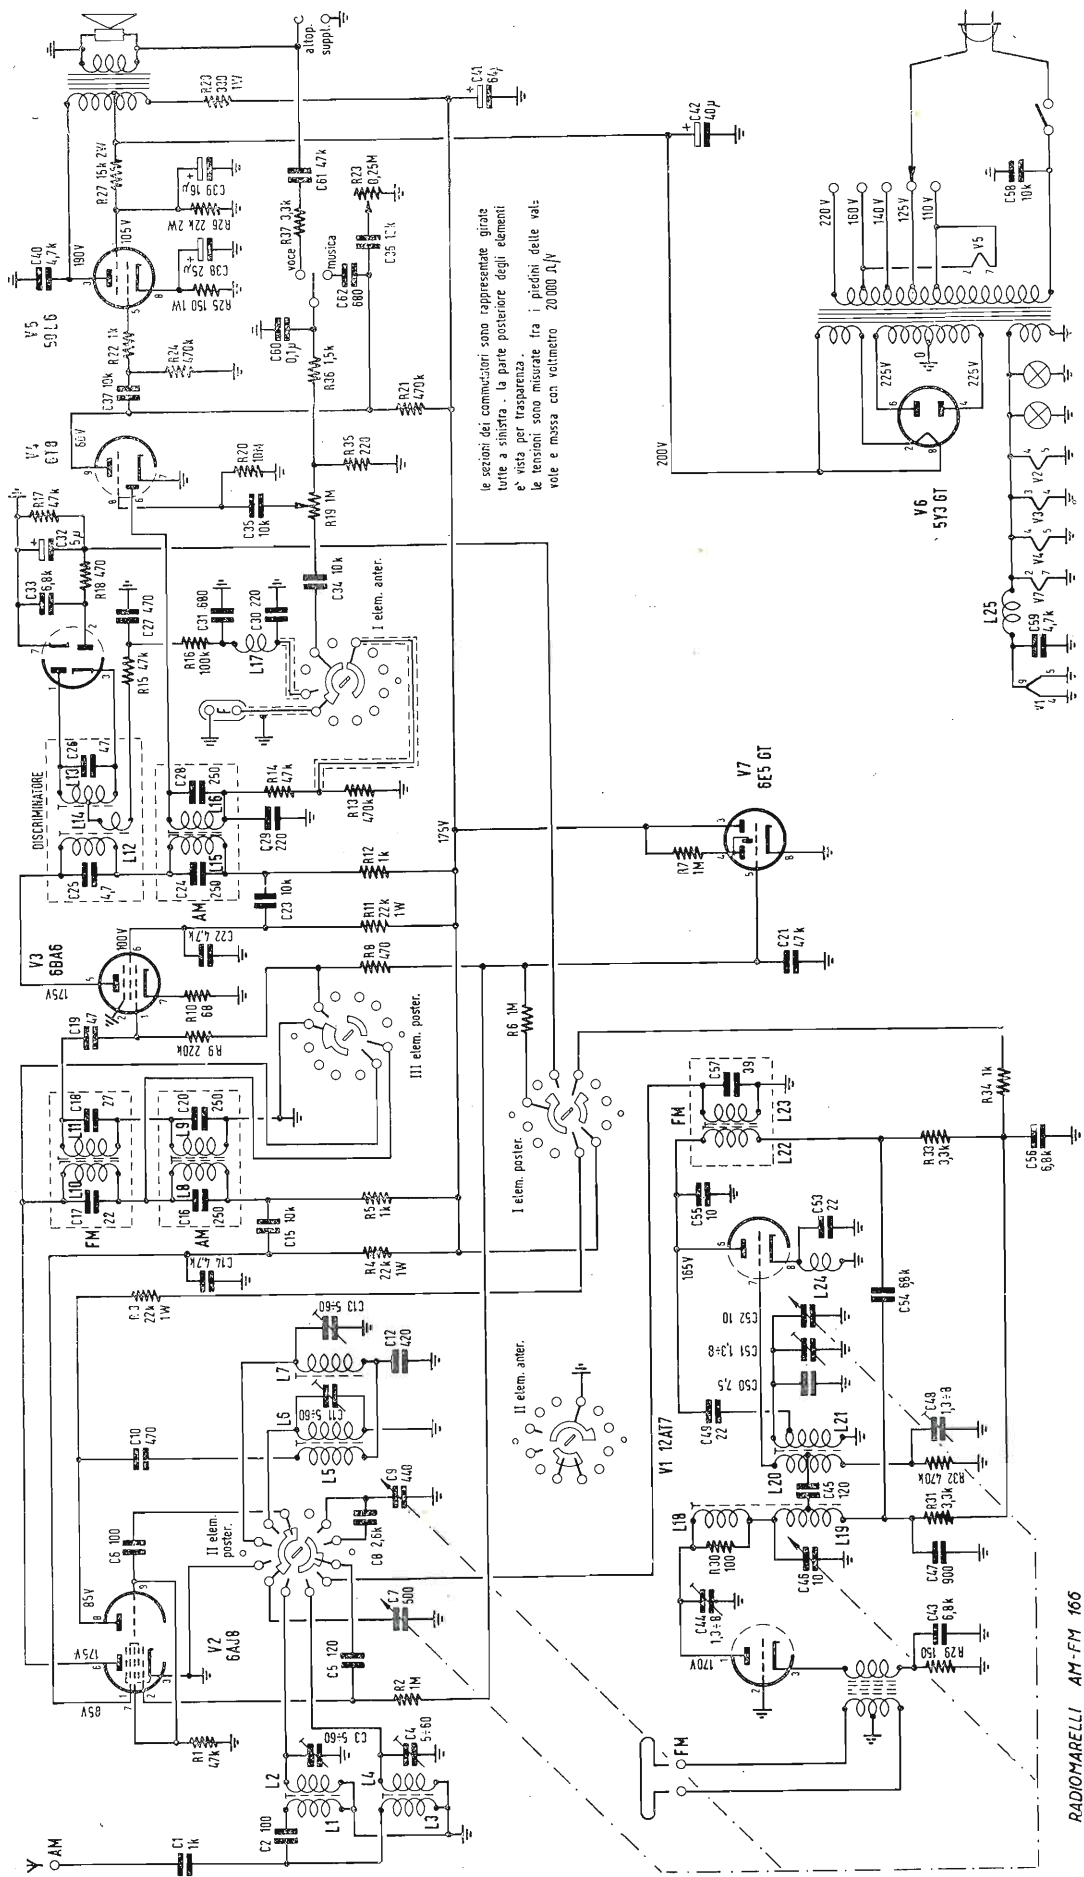 RADIOMARELLI AM-FM 166
AM
C1
1k
C2 100
L1
L2
L3
L4
C3 5÷60
C4
5÷60
R1
47k
R2
1M
C5 120
C6 100
V2
6AJ8
85V
175V
85V
II elem.
poster.
C7
500
C8 2,6k
C9
440
C10
470
L5
L6
L7
C11 5÷60
C13 5÷60
C12
420
R3
22k
1W
C14 4,7k
C15 10k
R4
22k
1W
R5
1k
FM
C17
22
L10
L11
C18
27
AM
C16
250
L8
L9
C20
250
C19
47
R9 220k
V3
6BA6
175V
100V
R10
68
C22 4,7k
C23 10k
R8
470
R11
22k
1W
R12
1k
III elem. poster.
DISCRIMINATORE
C25
4,7
L12
L14
L13
C26
47
AM
C24
250
L15
L16
C28
250
C29
220
R14
47k
R13
470k
R15 47k
C27 470
R16
100k
C31 680
L17
C30 220
F
C33
6,8k
C32
5µ
R17
47k
R18 470
C34 10k
I elem. anter.
R19 1M
C35
10k
R20
10M
R35
220
V4
60V
C37 10k
R22 1k
R24
470k
R21
470k
V5
50L6
C40
4,7k
190V
105V
R25 150 1W
C38 25µ
R26 22k 2W
C39 16µ
R27 15k 2W
330
1W
C41
64µ
C60
0,1µ
R36 1,5k
voce
musica
R37 3,3k
C61 47k
C62
680
R23
0,25M
altop.
suppl.
le sezioni dei commutatori sono rappresentate girate
tutte a sinistra . la parte posteriore degli elementi
e' vista per trasparenza .
le tensioni sono misurate fra i piedini delle val=
vole e massa con voltmetro 20 000 Ω/V
175V
V7
6E5 GT
R7
1M
C21
47k
R6 1M
I elem. poster.
II elem. anter.
C42
40µ
200V
V6
5Y3 GT
225V
225V
0
220V
160V
140V
125V
110V
V5
C58
10k
L25
C59
4,7k
V1
V7
V4
V3
V2
FM
C57
39
L22
L23
C55
10
165V
L24
C53
22
C52 10
C51 1,3÷8
C50 7,5
C49
22
V1 12AT7
L20
L21
C45
120
L18
L19
R30
100
C46
10
C44
1,3÷8
170V
C47
900
R31
3,3k
R32 470k
C48
1,3÷8
C54 6,8k
R33
3,3k
R34 1k
C56
6,8k
C43
6,8k
R29 150
FM